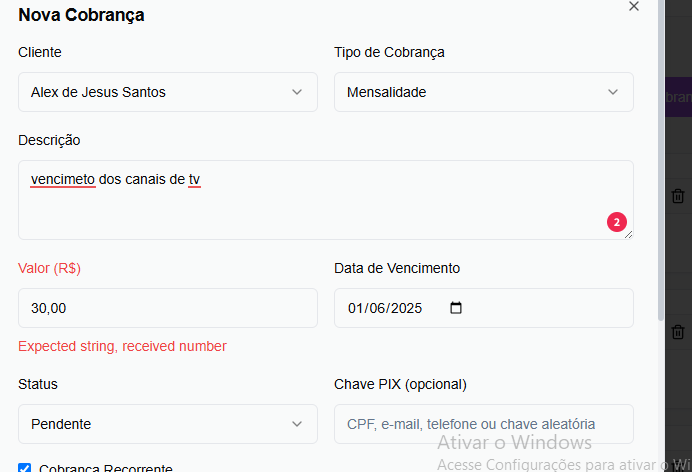 Nova Cobrança
Cliente
Tipo de Cobrança
Alex de Jesus Santos
Mensalidade
Descrição
vencimeto dos canais de tv
2
Valor (R$)
Data de Vencimento
30,00
01/06/2025
Expected string, received number
Status
Chave PIX (opcional)
Pendente
CPF, e-mail, telefone ou chave aleatória
Ativar o Windows
Acesse Configurações para ativar o Wi
Cobrança Recorrente